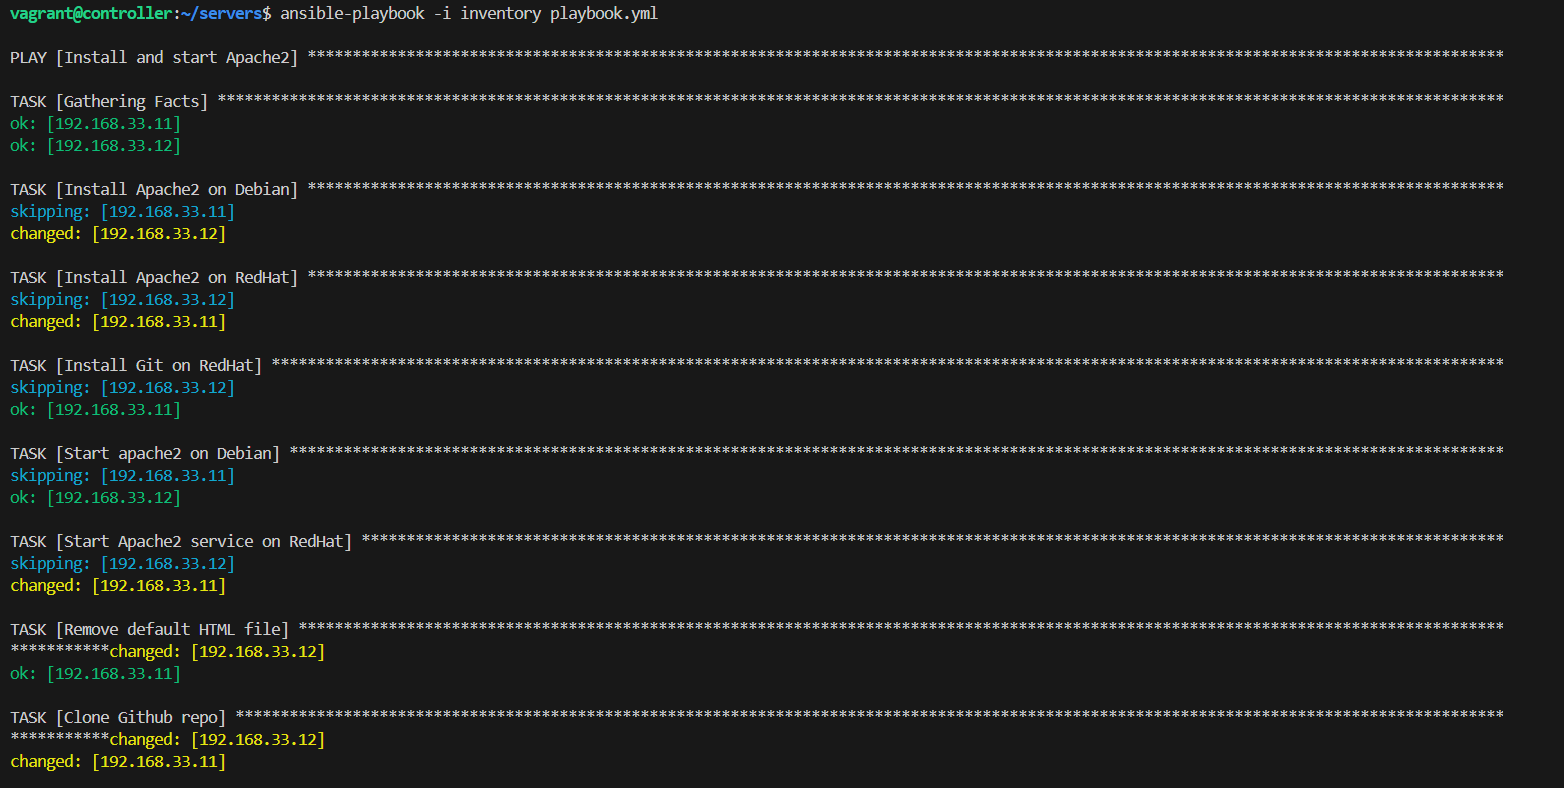 vagrant@controller:~/servers$ ansible-playbook -i inventory playbook.yml
PLAY [Install and start Apache2] *************************************************************************************************************************************
TASK [Gathering Facts] ***********************************************************************************************************************************************
ok: [192.168.33.11]
ok: [192.168.33.12]
TASK [Install Apache2 on Debian] *************************************************************************************************************************************
skipping: [192.168.33.11]
changed: [192.168.33.12]
TASK [Install Apache2 on RedHat] *************************************************************************************************************************************
skipping: [192.168.33.12]
changed: [192.168.33.11]
TASK [Install Git on RedHat] *****************************************************************************************************************************************
skipping: [192.168.33.12]
ok: [192.168.33.11]
TASK [Start apache2 on Debian] ***************************************************************************************************************************************
skipping: [192.168.33.11]
ok: [192.168.33.12]
TASK [Start Apache2 service on RedHat] *******************************************************************************************************************************
skipping: [192.168.33.12]
changed: [192.168.33.11]
TASK [Remove default HTML file] **************************************************************************************************************************************
***********changed: [192.168.33.12]
ok: [192.168.33.11]
TASK [Clone Github repo] *********************************************************************************************************************************************
***********changed: [192.168.33.12]
changed: [192.168.33.11]